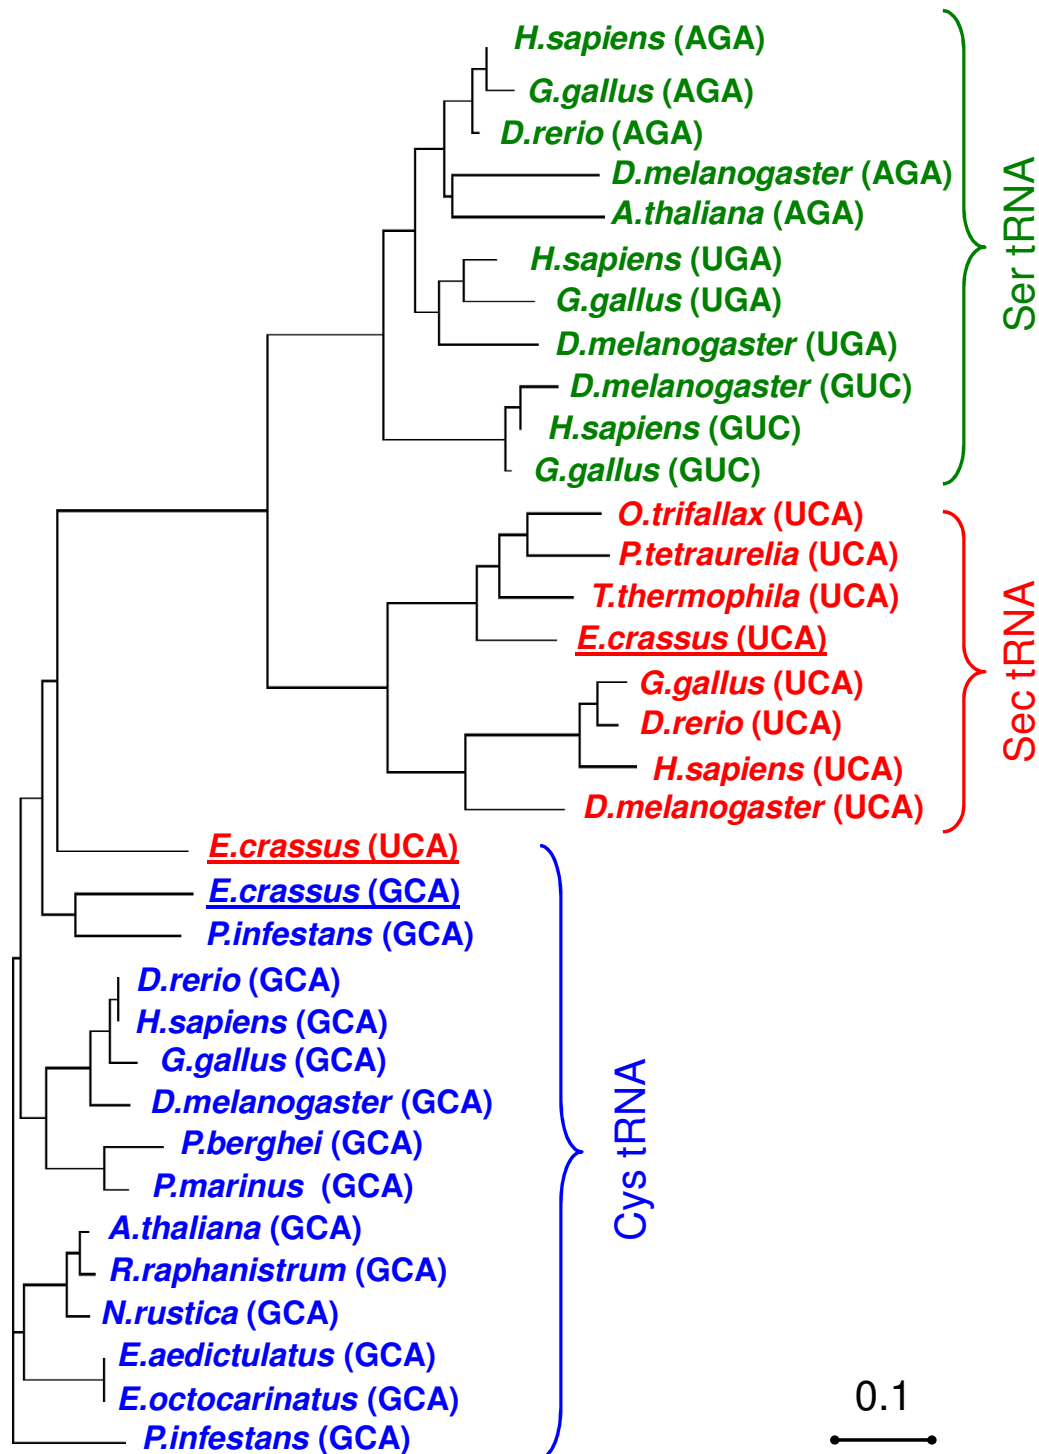 H.sapiens (AGA)
G.gallus (AGA)
D.rerio (AGA)
D.melanogaster (AGA)
A.thaliana (AGA)
H.sapiens (UGA)
G.gallus (UGA)
D.melanogaster (UGA)
D.melanogaster (GUC)
H.sapiens (GUC)
G.gallus (GUC)
Ser tRNA
O.trifallax (UCA)
P.tetraurelia (UCA)
T.thermophila (UCA)
E.crassus (UCA)
G.gallus (UCA)
D.rerio (UCA)
H.sapiens (UCA)
D.melanogaster (UCA)
Sec tRNA
E.crassus (UCA)
E.crassus (GCA)
P.infestans (GCA)
D.rerio (GCA)
H.sapiens (GCA)
G.gallus (GCA)
D.melanogaster (GCA)
P.berghei (GCA)
P.marinus (GCA)
A.thaliana (GCA)
R.raphanistrum (GCA)
N.rustica (GCA)
E.aedictulatus (GCA)
E.octocarinatus (GCA)
P.infestans (GCA)
Cys tRNA
0.1